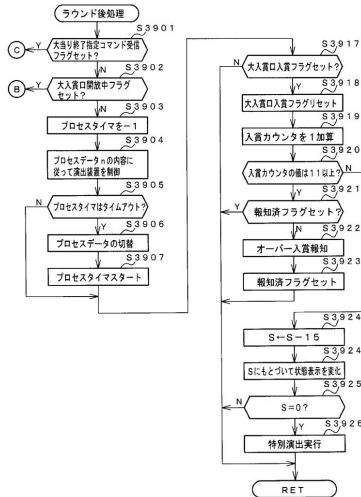 ラウンド後処理
S3901
大当り終了指定コマンド受信
フラグセット?
Y
C
N
S3902
大入賞口開放中フラグ
セット?
Y
B
N
S3903
プロセスタイマを-1
S3904
プロセスデータnの内容に
従って演出装置を制御
S3905
プロセスタイマはタイムアウト?
N
Y
S3906
プロセスデータの切替
S3907
プロセスタイマスタート
S3917
大入賞口入賞フラグセット?
N
Y
S3918
大入賞口入賞フラグリセット
S3919
入賞カウンタを1加算
S3920
入賞カウンタの値は11以上?
N
Y
S3921
報知済フラグセット?
Y
N
S3922
オーバー入賞報知
S3923
報知済フラグセット
S3924
S←S-15
S3924
Sにもとづいて状態表示を変化
S3925
S=0?
N
Y
S3926
特別演出実行
RET